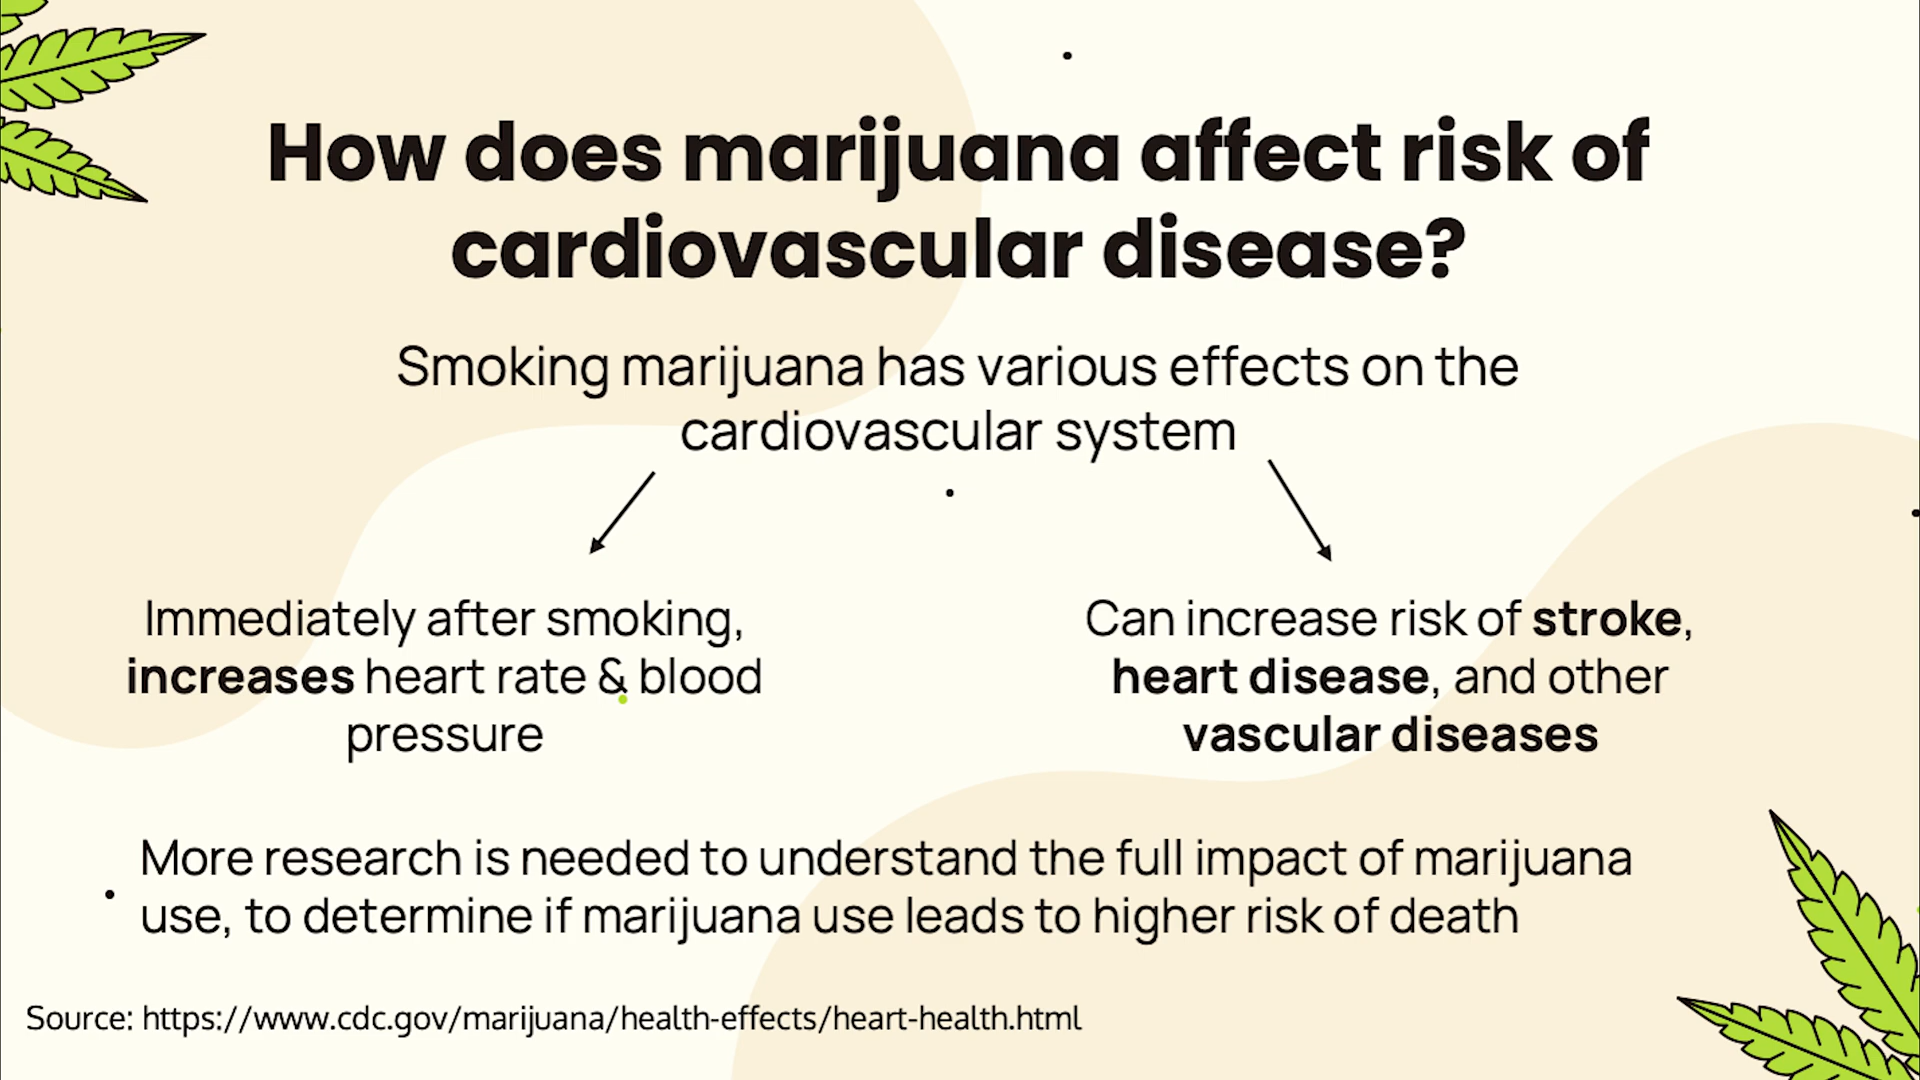 How does marijuana affect risk of
cardiovascular disease?
Smoking marijuana has various effects on the
cardiovascular system
Immediately after smoking,
increases heart rate & blood
pressure
Can increase risk of stroke,
heart disease, and other
vascular diseases
More research is needed to understand the full impact of marijuana
use, to determine if marijuana use leads to higher risk of death
Source: https://www.cdc.gov/marijuana/health-effects/heart-health.html